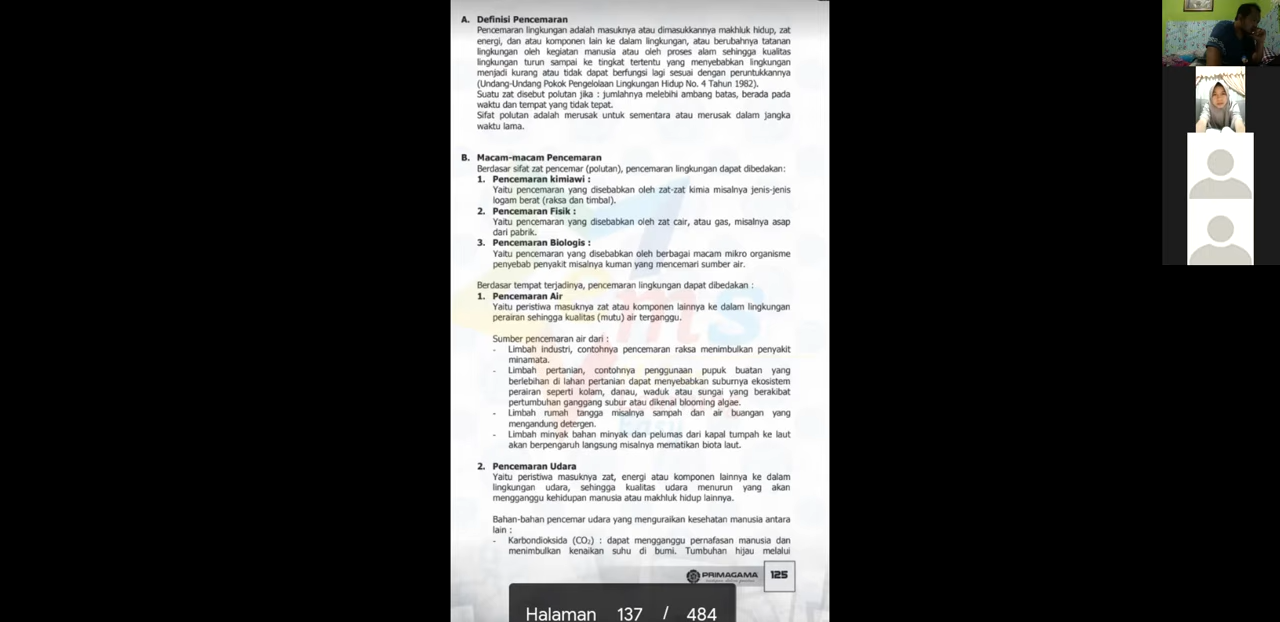 A. Definisi Pencemaran
Pencemaran lingkungan adalah masuknya atau dimasukkannya makhluk hidup, zat
energi, dan atau komponen lain ke dalam lingkungan, atau berubahnya tatanan
lingkungan oleh kegiatan manusia atau oleh proses alam sehingga kualitas
lingkungan turun sampai ke tingkat tertentu yang menyebabkan lingkungan
menjadi kurang atau tidak dapat berfungsi lagi sesuai dengan peruntukkannya
(Undang-Undang Pokok Pengelolaan Lingkungan Hidup No. 4 Tahun 1982).
Suatu zat disebut polutan jika : jumlahnya melebihi ambang batas, berada pada
waktu dan tempat yang tidak tepat.
Sifat polutan adalah merusak untuk sementara atau merusak dalam jangka
waktu lama.
B. Macam-macam Pencemaran
Berdasar sifat zat pencemar (polutan), pencemaran lingkungan dapat dibedakan:
1. Pencemaran kimiawi :
Yaitu pencemaran yang disebabkan oleh zat-zat kimia misalnya jenis-jenis
logam berat (raksa dan timbal).
2. Pencemaran Fisik :
Yaitu pencemaran yang disebabkan oleh zat cair, atau gas, misalnya asap
dari pabrik.
3. Pencemaran Biologis :
Yaitu pencemaran yang disebabkan oleh berbagai macam mikro organisme
penyebab penyakit misalnya kuman yang mencemari sumber air.
Berdasar tempat terjadinya, pencemaran lingkungan dapat dibedakan :
1. Pencemaran Air
Yaitu peristiwa masuknya zat atau komponen lainnya ke dalam lingkungan
perairan sehingga kualitas (mutu) air terganggu.
Sumber pencemaran air dari :
- Limbah industri, contohnya pencemaran raksa menimbulkan penyakit
minamata.
- Limbah pertanian, contohnya penggunaan pupuk buatan yang
berlebihan di lahan pertanian dapat menyebabkan suburnya ekosistem
perairan seperti kolam, danau, waduk atau sungai yang berakibat
pertumbuhan ganggang subur atau dikenal blooming algae.
- Limbah rumah tangga misalnya sampah dan air buangan yang
mengandung detergen.
- Limbah minyak bahan minyak dan pelumas dari kapal tumpah ke laut
akan berpengaruh langsung misalnya mematikan biota laut.
2. Pencemaran Udara
Yaitu peristiwa masuknya zat, energi atau komponen lainnya ke dalam
lingkungan udara, sehingga kualitas udara menurun yang akan
mengganggu kehidupan manusia atau makhluk hidup lainnya.
Bahan-bahan pencemar udara yang menguraikan kesehatan manusia antara
lain :
- Karbondioksida (CO₂) : dapat mengganggu pernafasan manusia dan
menimbulkan kenaikan suhu di bumi. Tumbuhan hijau melalui
PRIMAGAMA 125
Halaman 137 / 484